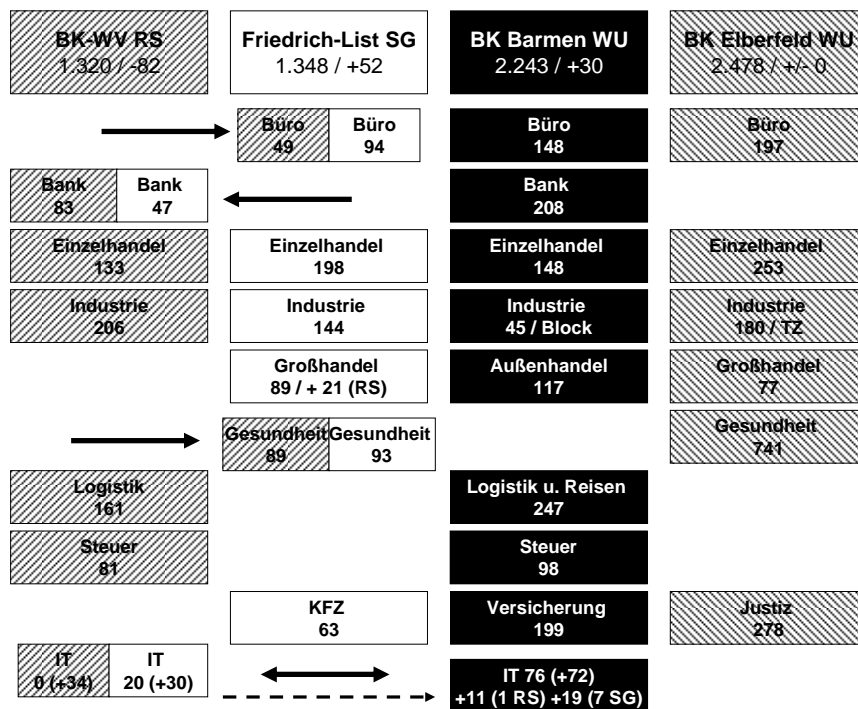 BK-WV RS
1.320 / -82
Friedrich-List SG
1.348 / +52
BK Barmen WU
2.243 / +30
BK Elberfeld WU
2.478 / +/- 0
Büro
49
Büro
94
Büro
148
Büro
197
Bank
83
Bank
47
Bank
208
Einzelhandel
133
Einzelhandel
198
Einzelhandel
148
Einzelhandel
253
Industrie
206
Industrie
144
Industrie
45 / Block
Industrie
180 / TZ
Großhandel
89 / + 21 (RS)
Außenhandel
117
Großhandel
77
Gesundheit
89
Gesundheit
93
Gesundheit
741
Logistik
161
Logistik u. Reisen
247
Steuer
81
Steuer
98
KFZ
63
Versicherung
199
Justiz
278
IT
0 (+34)
IT
20 (+30)
IT 76 (+72)
+11 (1 RS) +19 (7 SG)